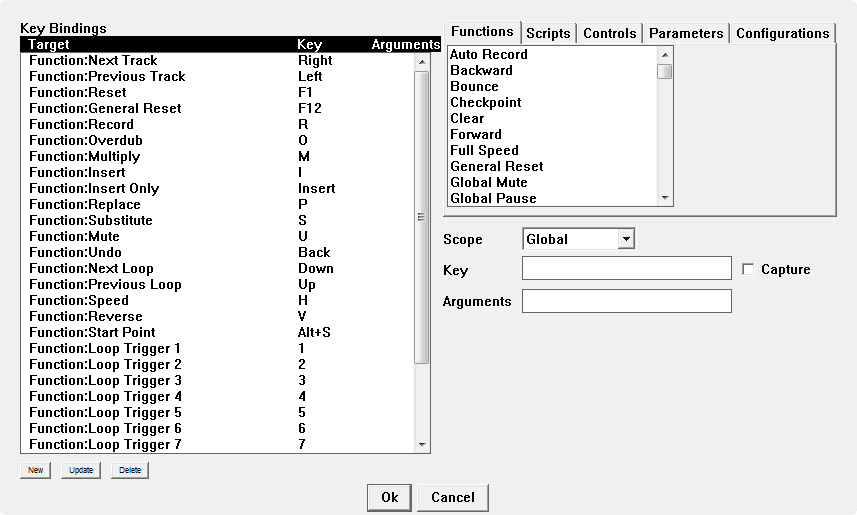 Key Bindings
Target Key Arguments
Function:Next Track Right
Function:Previous Track Left
Function:Reset F1
Function:General Reset F12
Function:Record R
Function:Overdub O
Function:Multiply M
Function:Insert I
Function:Insert Only Insert
Function:Replace P
Function:Substitute S
Function:Mute U
Function:Undo Back
Function:Next Loop Down
Function:Previous Loop Up
Function:Speed H
Function:Reverse V
Function:Start Point Alt+S
Function:Loop Trigger 1 1
Function:Loop Trigger 2 2
Function:Loop Trigger 3 3
Function:Loop Trigger 4 4
Function:Loop Trigger 5 5
Function:Loop Trigger 6 6
Function:Loop Trigger 7 7
New Update Delete
Functions Scripts Controls Parameters Configurations
Auto Record
Backward
Bounce
Checkpoint
Clear
Forward
Full Speed
General Reset
Global Mute
Global Pause
Scope Global
Key Capture
Arguments
Ok Cancel